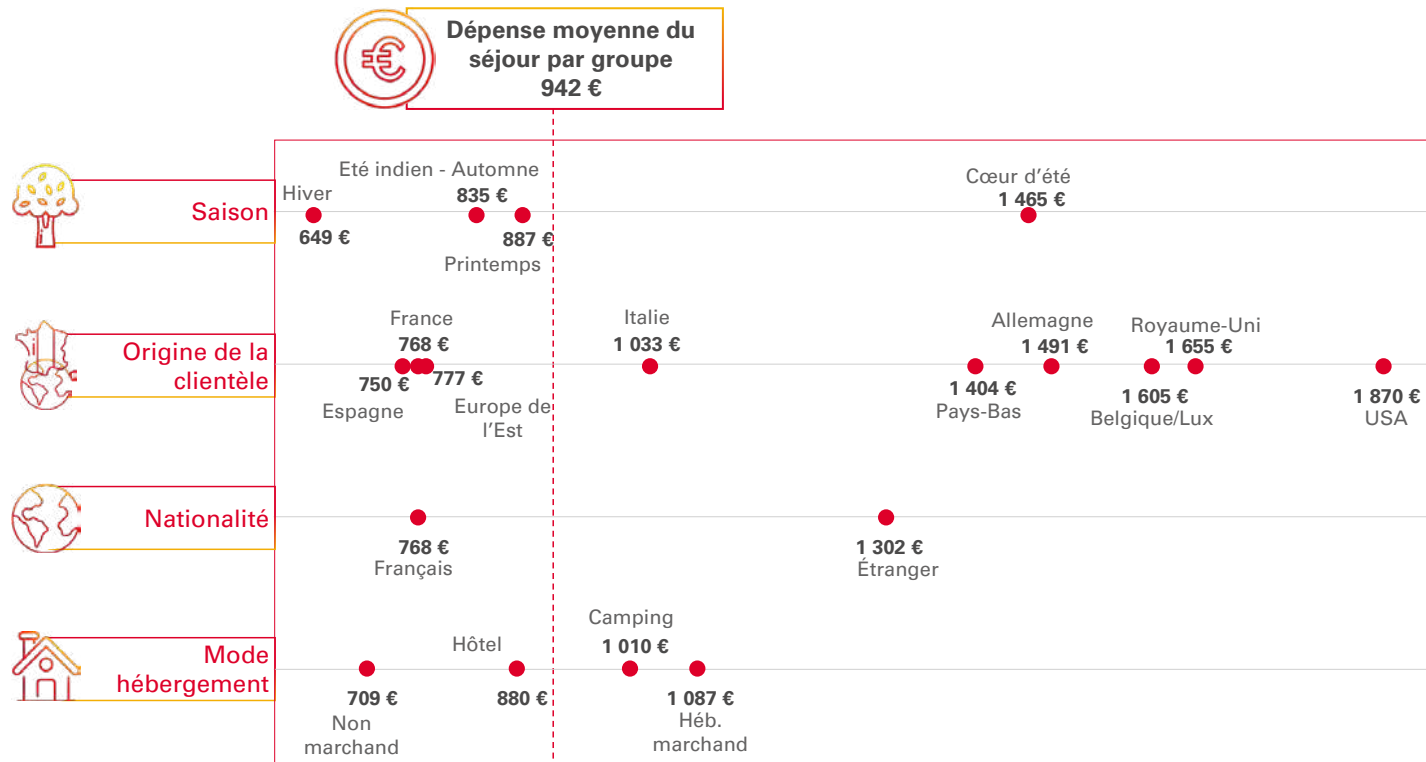 Dépense moyenne du
séjour par groupe
942 €
Saison
Hiver
649 €
Eté indien - Automne
835 €
887 €
Printemps
Cœur d’été
1 465 €
Origine de la
clientèle
750 €
Espagne
France
768 €
777 €
Europe de
l’Est
Italie
1 033 €
1 404 €
Pays-Bas
Allemagne
1 491 €
1 605 €
Belgique/Lux
Royaume-Uni
1 655 €
1 870 €
USA
Nationalité
768 €
Français
1 302 €
Étranger
Mode
hébergement
709 €
Non
marchand
Hôtel
880 €
Camping
1 010 €
1 087 €
Héb.
marchand